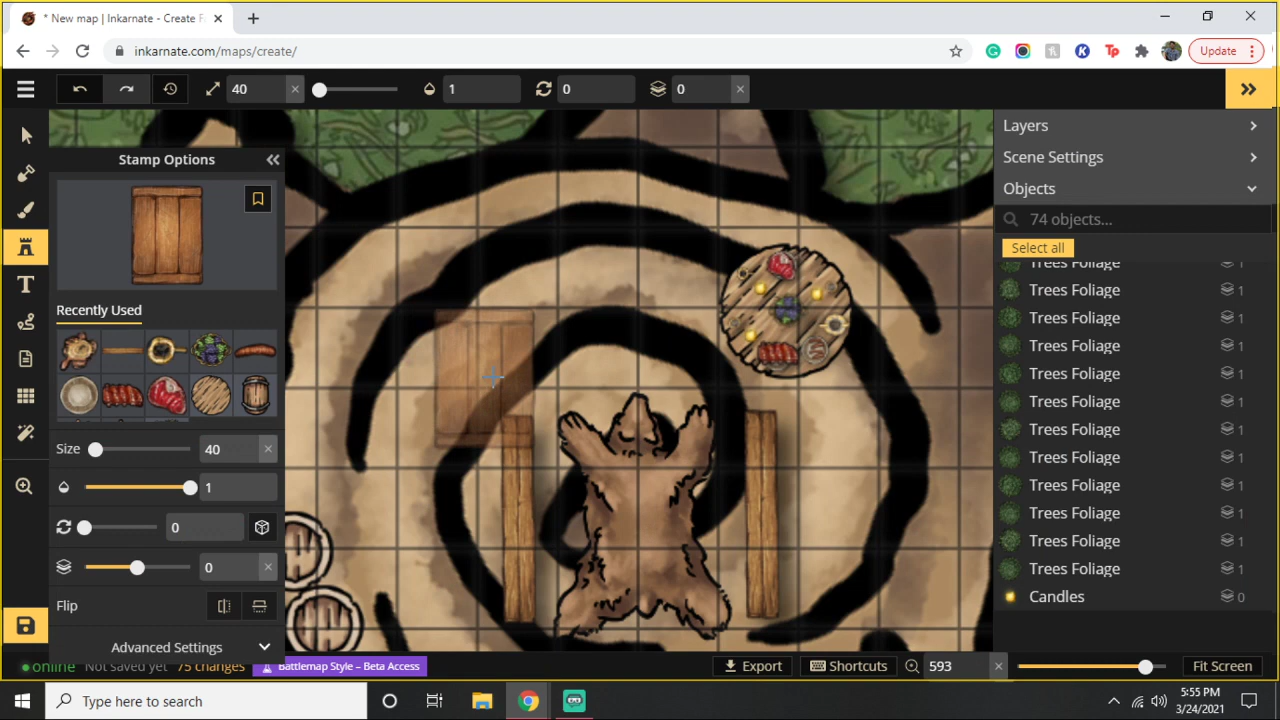 * New map | Inkarnate - Create F
inkarnate.com/maps/create/
Update
40
1
0
0
Stamp Options
Recently Used
Size
40
1
0
0
Flip
Advanced Settings
Layers
Scene Settings
Objects
74 objects...
Select all
Trees Foliage 1
Trees Foliage 1
Trees Foliage 1
Trees Foliage 1
Trees Foliage 1
Trees Foliage 1
Trees Foliage 1
Trees Foliage 1
Trees Foliage 1
Trees Foliage 1
Trees Foliage 1
Trees Foliage 1
Candles 0
online
Not saved yet
75 changes
Battlemap Style – Beta Access
Export
Shortcuts
593
Fit Screen
Type here to search
5:55 PM
3/24/2021